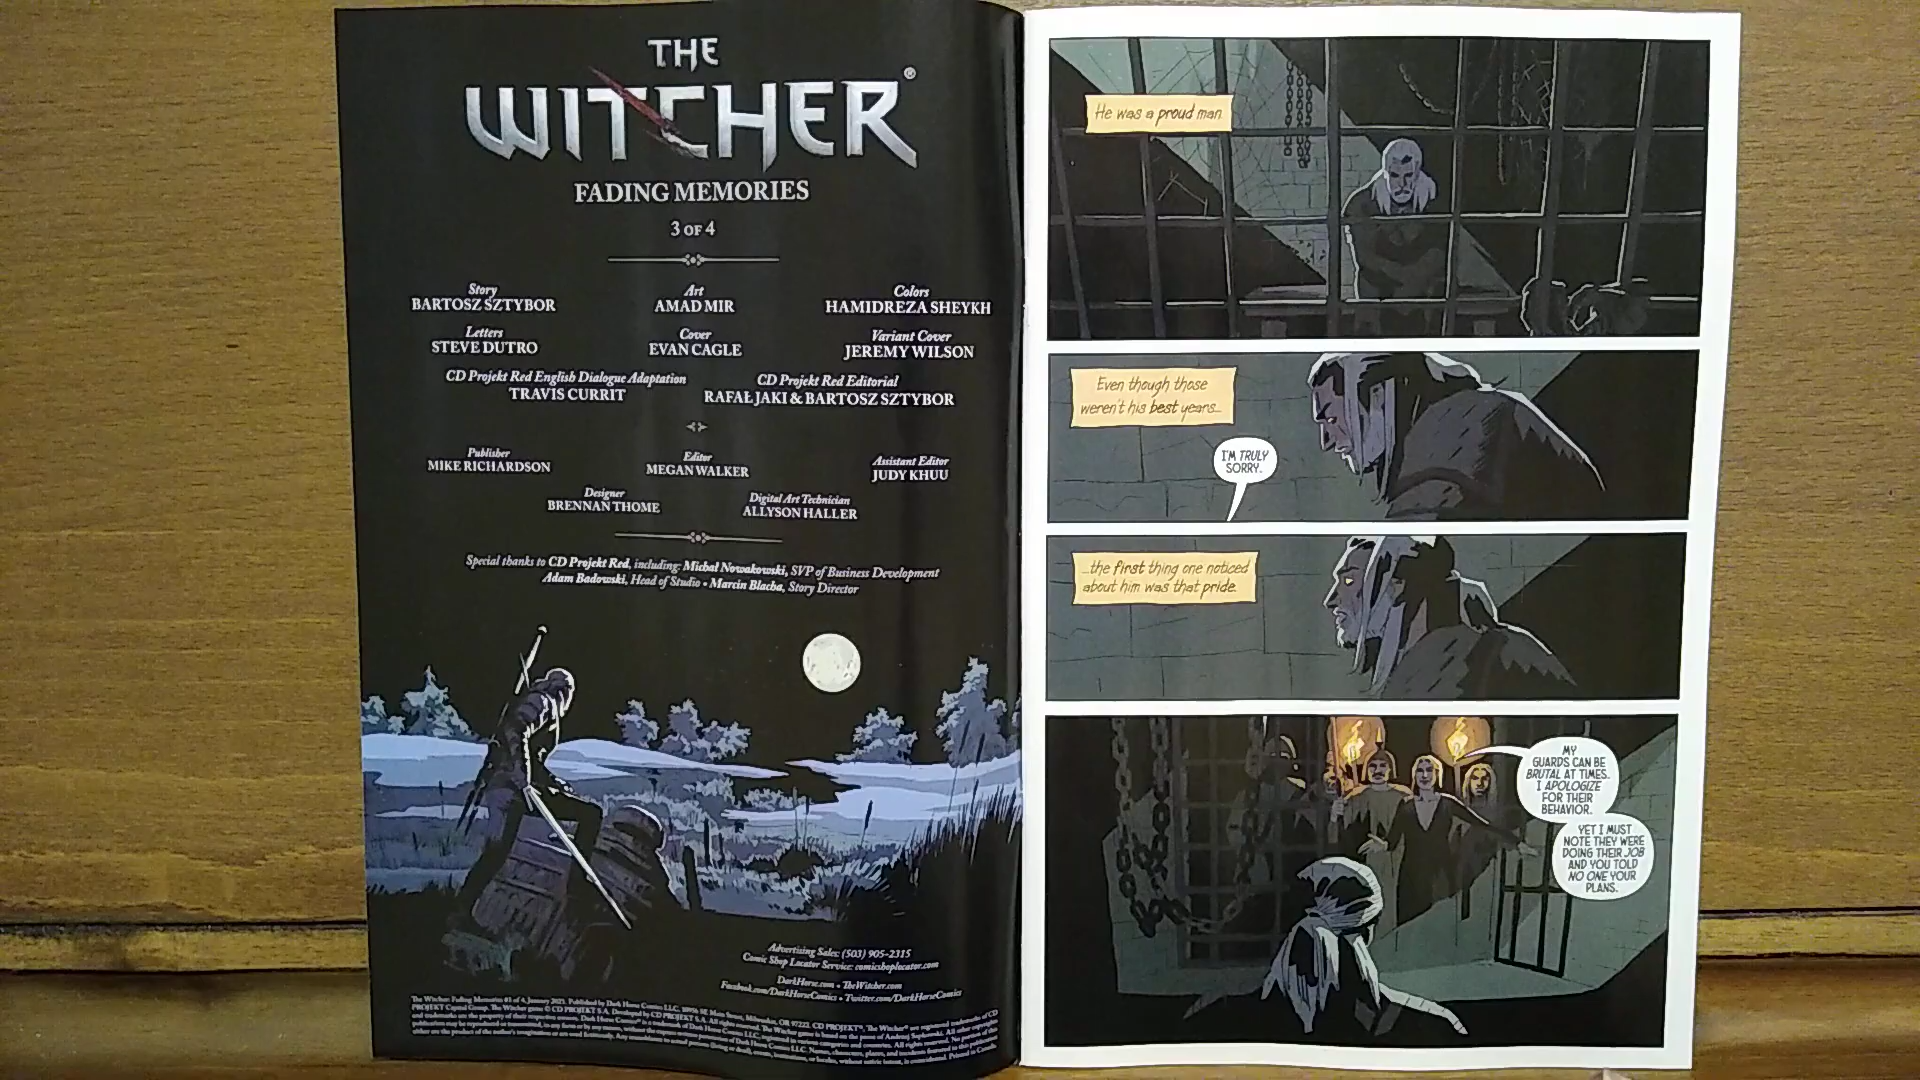 THE
WITCHER®
FADING MEMORIES
3 OF 4
Story
BARTOSZ SZTYBOR
Art
AMAD MIR
Colors
HAMIDREZA SHEYKH
Letters
STEVE DUTRO
Cover
EVAN CAGLE
Variant Cover
JEREMY WILSON
CD Projekt Red English Dialogue Adaptation
TRAVIS CURRIT
CD Projekt Red Editorial
RAFAŁ JAKI & BARTOSZ SZTYBOR
Publisher
MIKE RICHARDSON
Editor
MEGAN WALKER
Assistant Editor
JUDY KHUU
Designer
BRENNAN THOME
Digital Art Technician
ALLYSON HALLER
Special thanks to CD Projekt Red, including: Michał Nowakowski, SVP of Business Development
Adam Badowski, Head of Studio • Marcin Blacha, Story Director
Advertising Sales: (503) 905-2315
Comic Shop Locator Service: comicshoplocator.com
DarkHorse.com • TheWitcher.com
Facebook.com/DarkHorseComics • Twitter.com/DarkHorseComics
He was a proud man.
Even though those
weren't his best years...
I'M TRULY
SORRY.
...the first thing one noticed
about him was that pride.
MY
GUARDS CAN BE
BRUTAL AT TIMES.
I APOLOGIZE
FOR THEIR
BEHAVIOR.
YET I MUST
NOTE THEY WERE
DOING THEIR JOB
AND YOU TOLD
NO ONE YOUR
PLANS.